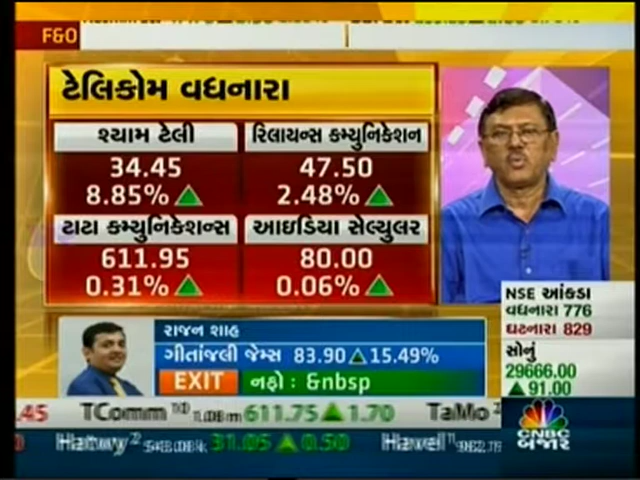 F&O
ટેલિકોમ વધનારા
શ્યામ ટેલી
34.45
8.85%
રિલાયન્સ કમ્યુનિકેશન
47.50
2.48%
ટાટા કમ્યુનિકેશન્સ
611.95
0.31%
આઇડિયા સેલ્યુલર
80.00
0.06%
NSE આંકડા
વધનારા 776
ઘટનારા 829
સોનું
29666.00
91.00
રાજન શાહ
ગીતાંજલી જેમ્સ 83.90 15.49%
EXIT નફો : &nbsp
.45 TComm 611.75 1.70 TaMo
31.05 0.50 Havel
CNBC
બજાર